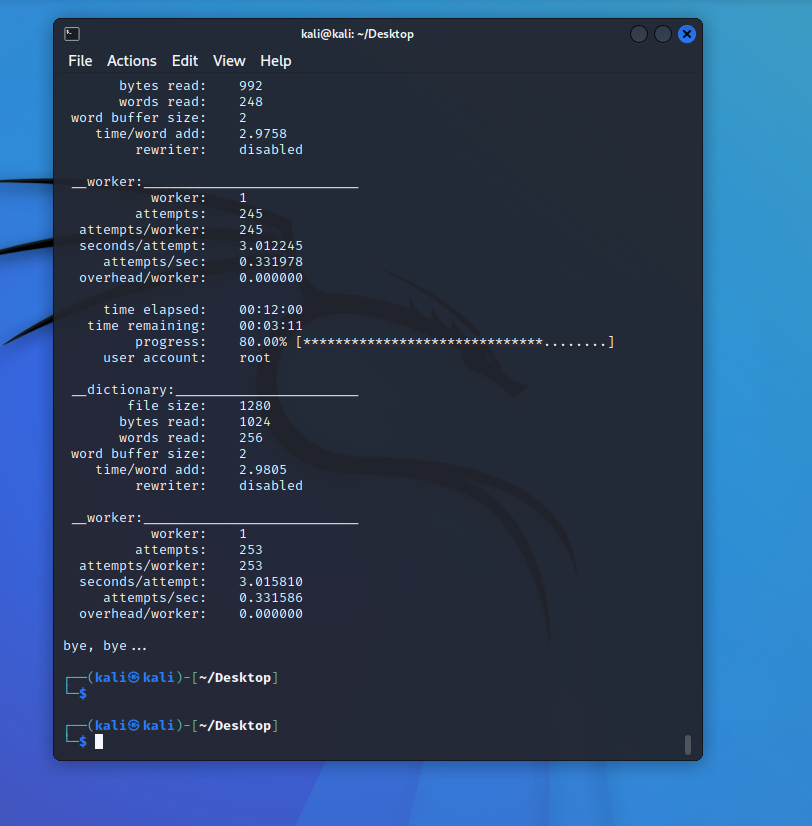 kali@kali: ~/Desktop
File Actions Edit View Help
bytes read: 992
words read: 248
word buffer size: 2
time/word add: 2.9758
rewriter: disabled
__worker:___________________________
worker: 1
attempts: 245
attempts/worker: 245
seconds/attempt: 3.012245
attempts/sec: 0.331978
overhead/worker: 0.000000
time elapsed: 00:12:00
time remaining: 00:03:11
progress: 80.00% [******************************........]
user account: root
__dictionary:_______________________
file size: 1280
bytes read: 1024
words read: 256
word buffer size: 2
time/word add: 2.9805
rewriter: disabled
__worker:___________________________
worker: 1
attempts: 253
attempts/worker: 253
seconds/attempt: 3.015810
attempts/sec: 0.331586
overhead/worker: 0.000000
bye, bye...
┌──(kali㉿kali)-[~/Desktop]
└─$
┌──(kali㉿kali)-[~/Desktop]
└─$